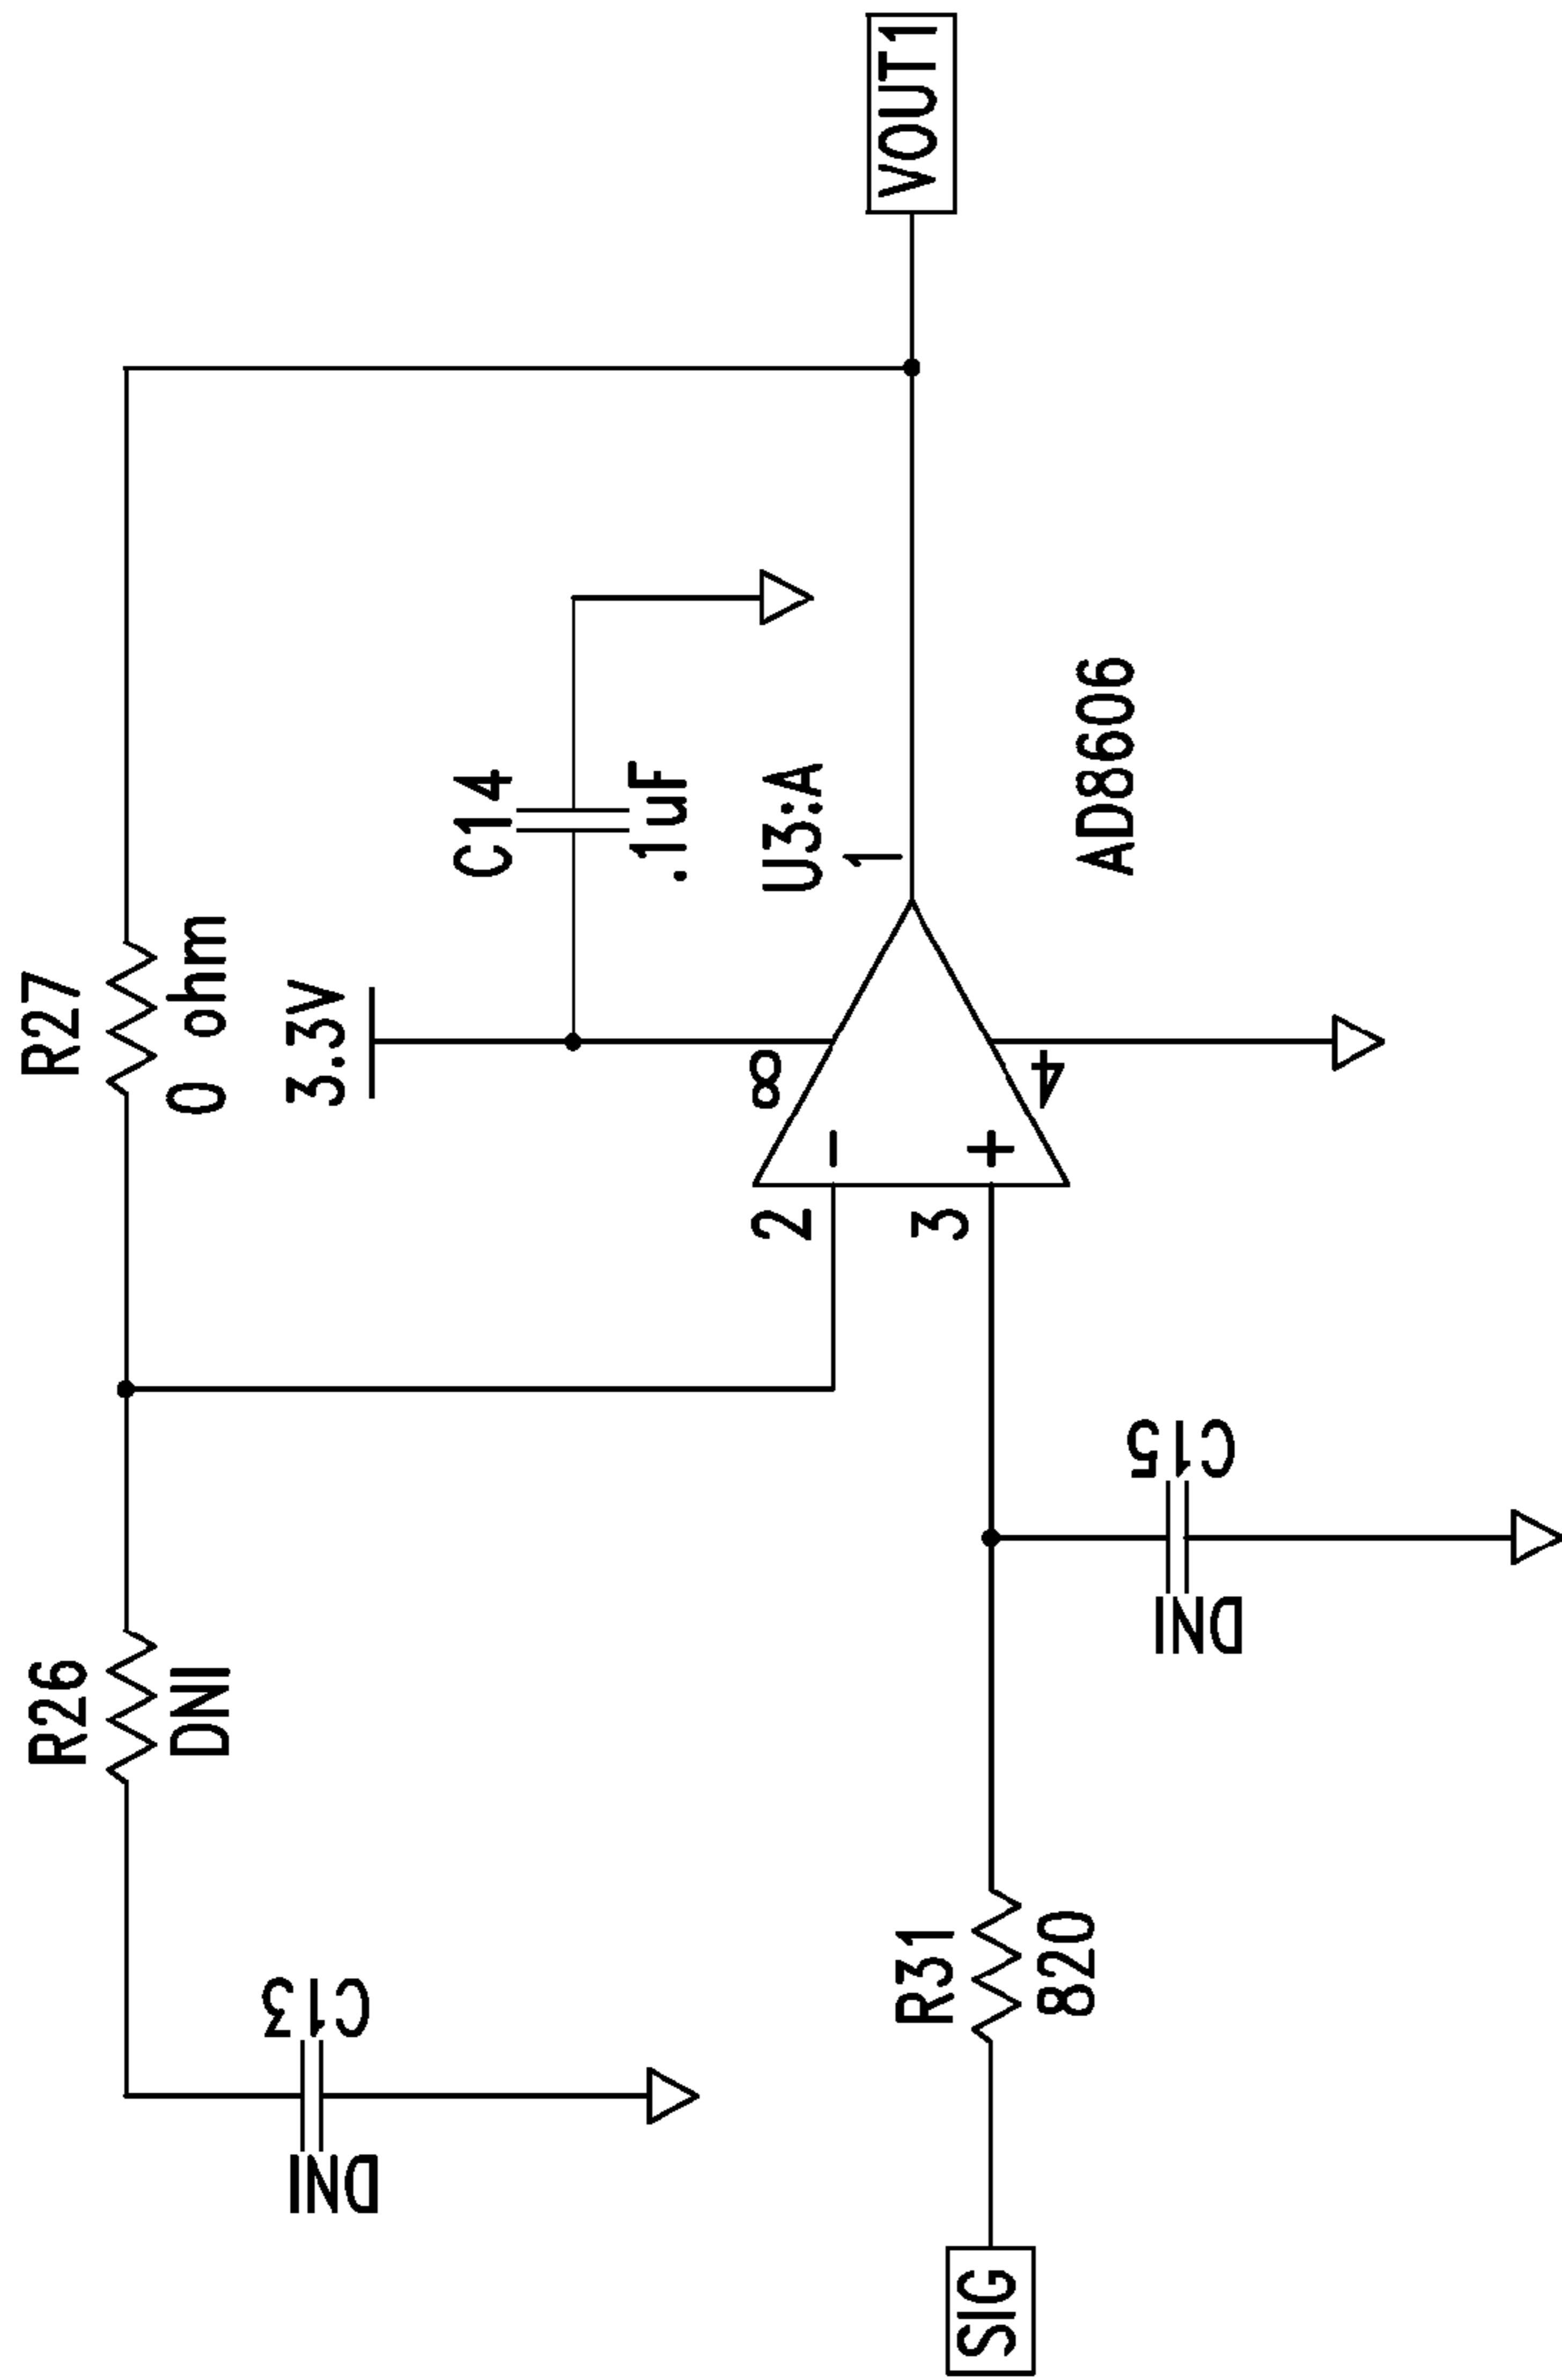 R26
DNI
R27
0 ohm
C13
DNI
3.3V
C14
.1uF
U3:A
8
2
-
1
3
+
4
AD8606
VOUT1
SIG
R31
820
C15
DNI